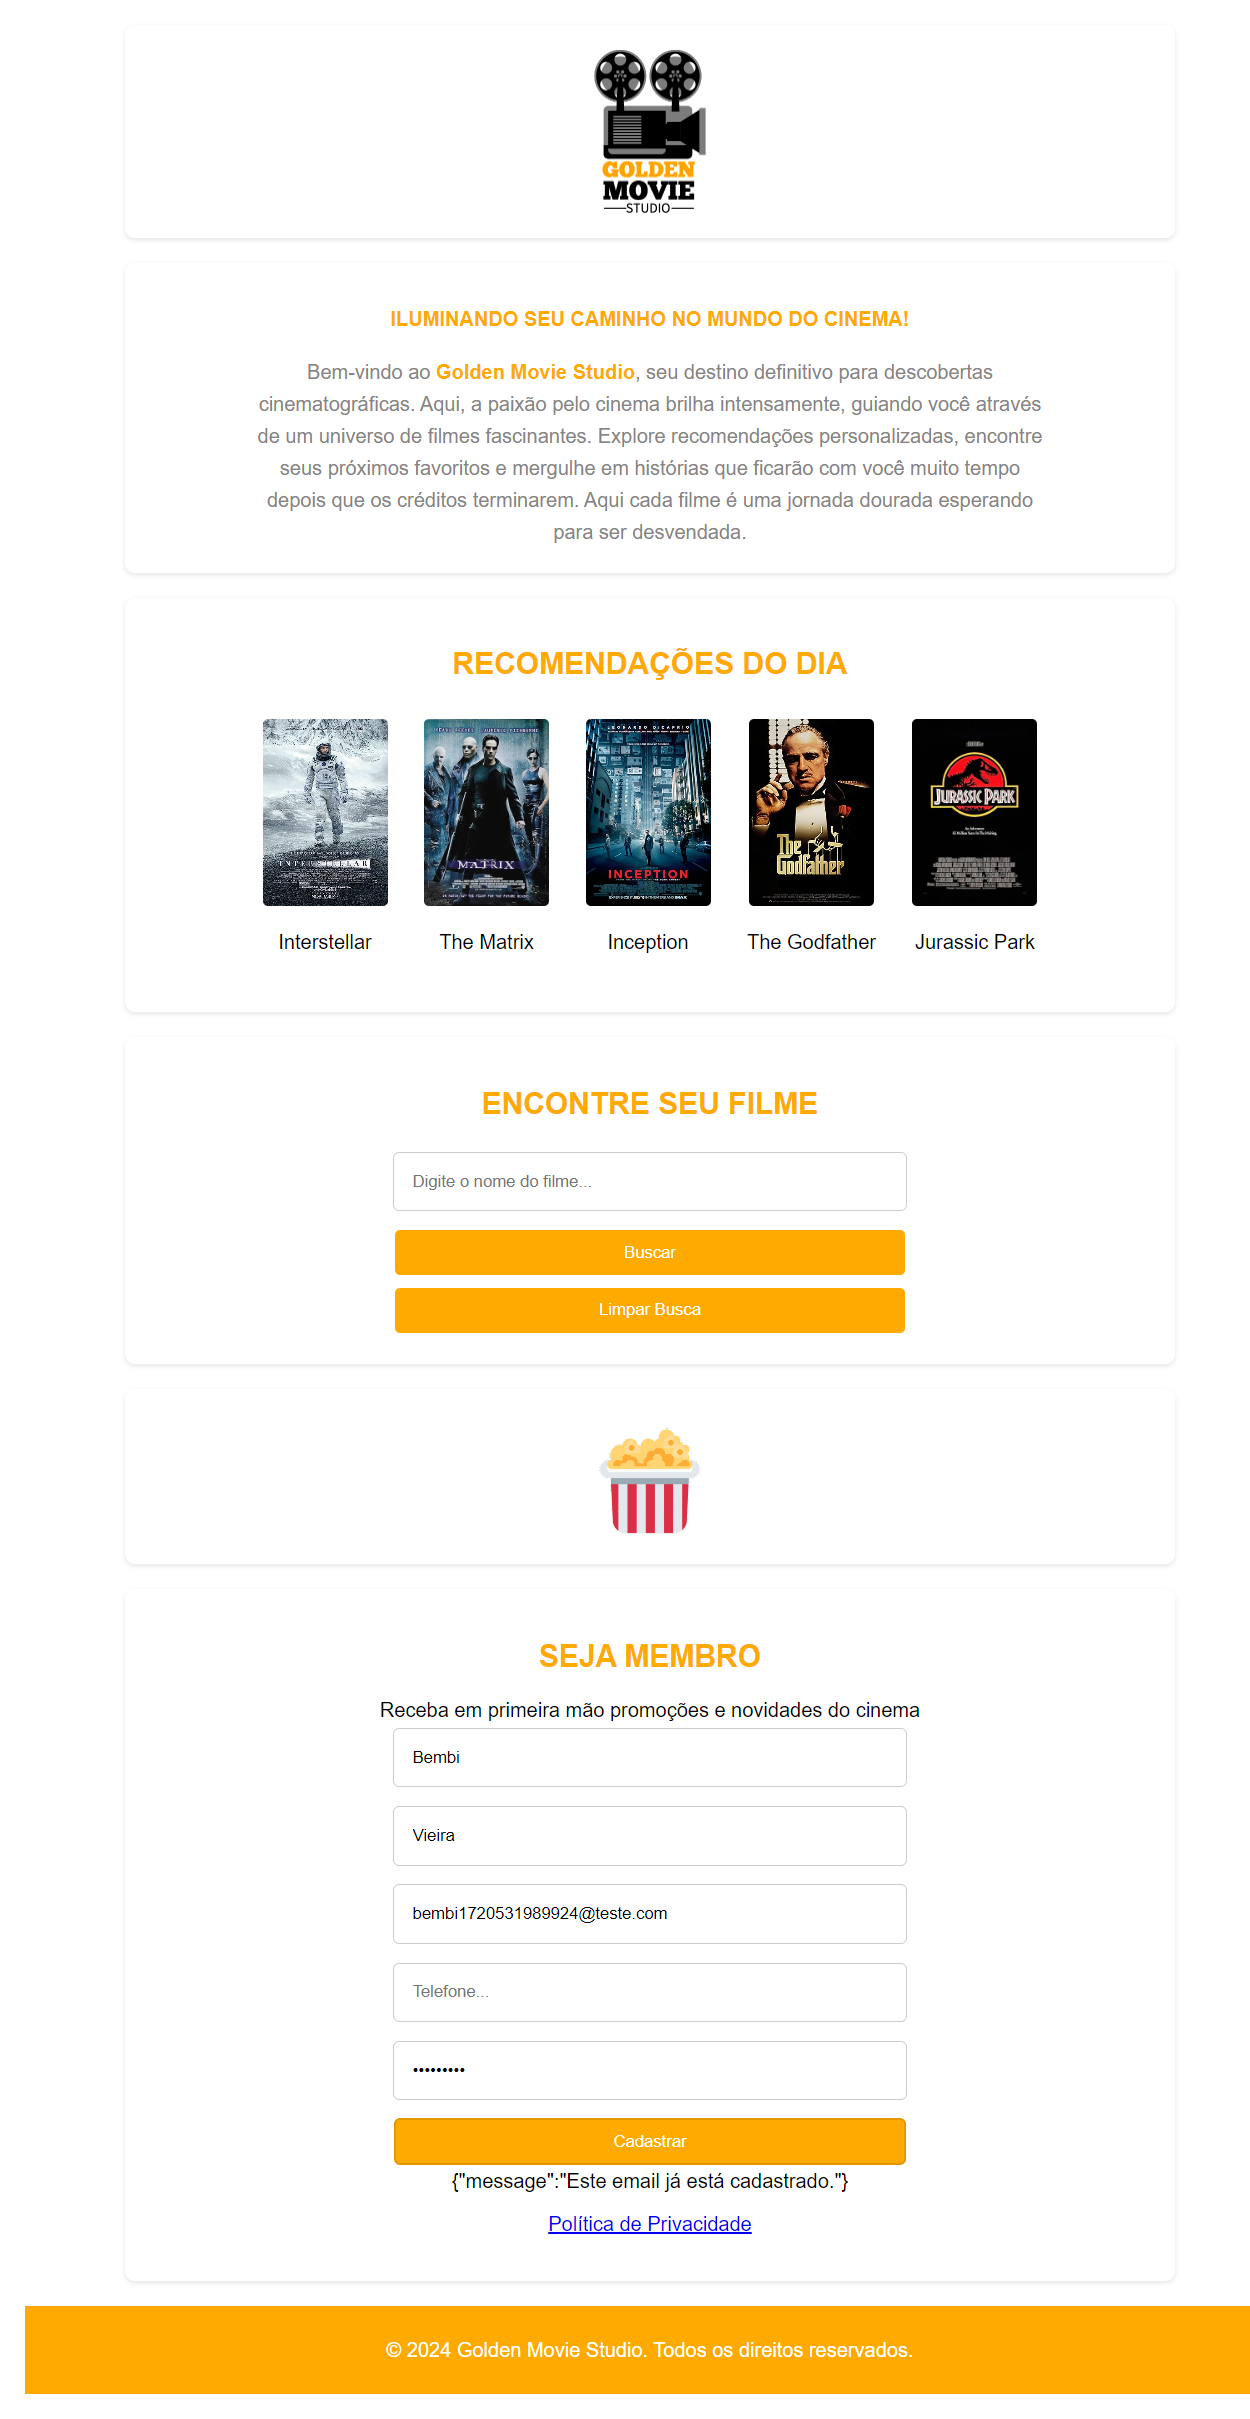 GOLDEN
MOVIE
STUDIO
ILUMINANDO SEU CAMINHO NO MUNDO DO CINEMA!
Bem-vindo ao Golden Movie Studio, seu destino definitivo para descobertas
cinematográficas. Aqui, a paixão pelo cinema brilha intensamente, guiando você através
de um universo de filmes fascinantes. Explore recomendações personalizadas, encontre
seus próximos favoritos e mergulhe em histórias que ficarão com você muito tempo
depois que os créditos terminarem. Aqui cada filme é uma jornada dourada esperando
para ser desvendada.
RECOMENDAÇÕES DO DIA
LEONARDO DICAPRIO
INTERSTELLAR
MATRIX
INCEPTION
The Godfather
JURASSIC PARK
Interstellar
The Matrix
Inception
The Godfather
Jurassic Park
ENCONTRE SEU FILME
Digite o nome do filme...
Buscar
Limpar Busca
SEJA MEMBRO
Receba em primeira mão promoções e novidades do cinema
Bembi
Vieira
bembi1720531989924@teste.com
Telefone...
•••••••••
Cadastrar
{"message":"Este email já está cadastrado."}
Política de Privacidade
© 2024 Golden Movie Studio. Todos os direitos reservados.